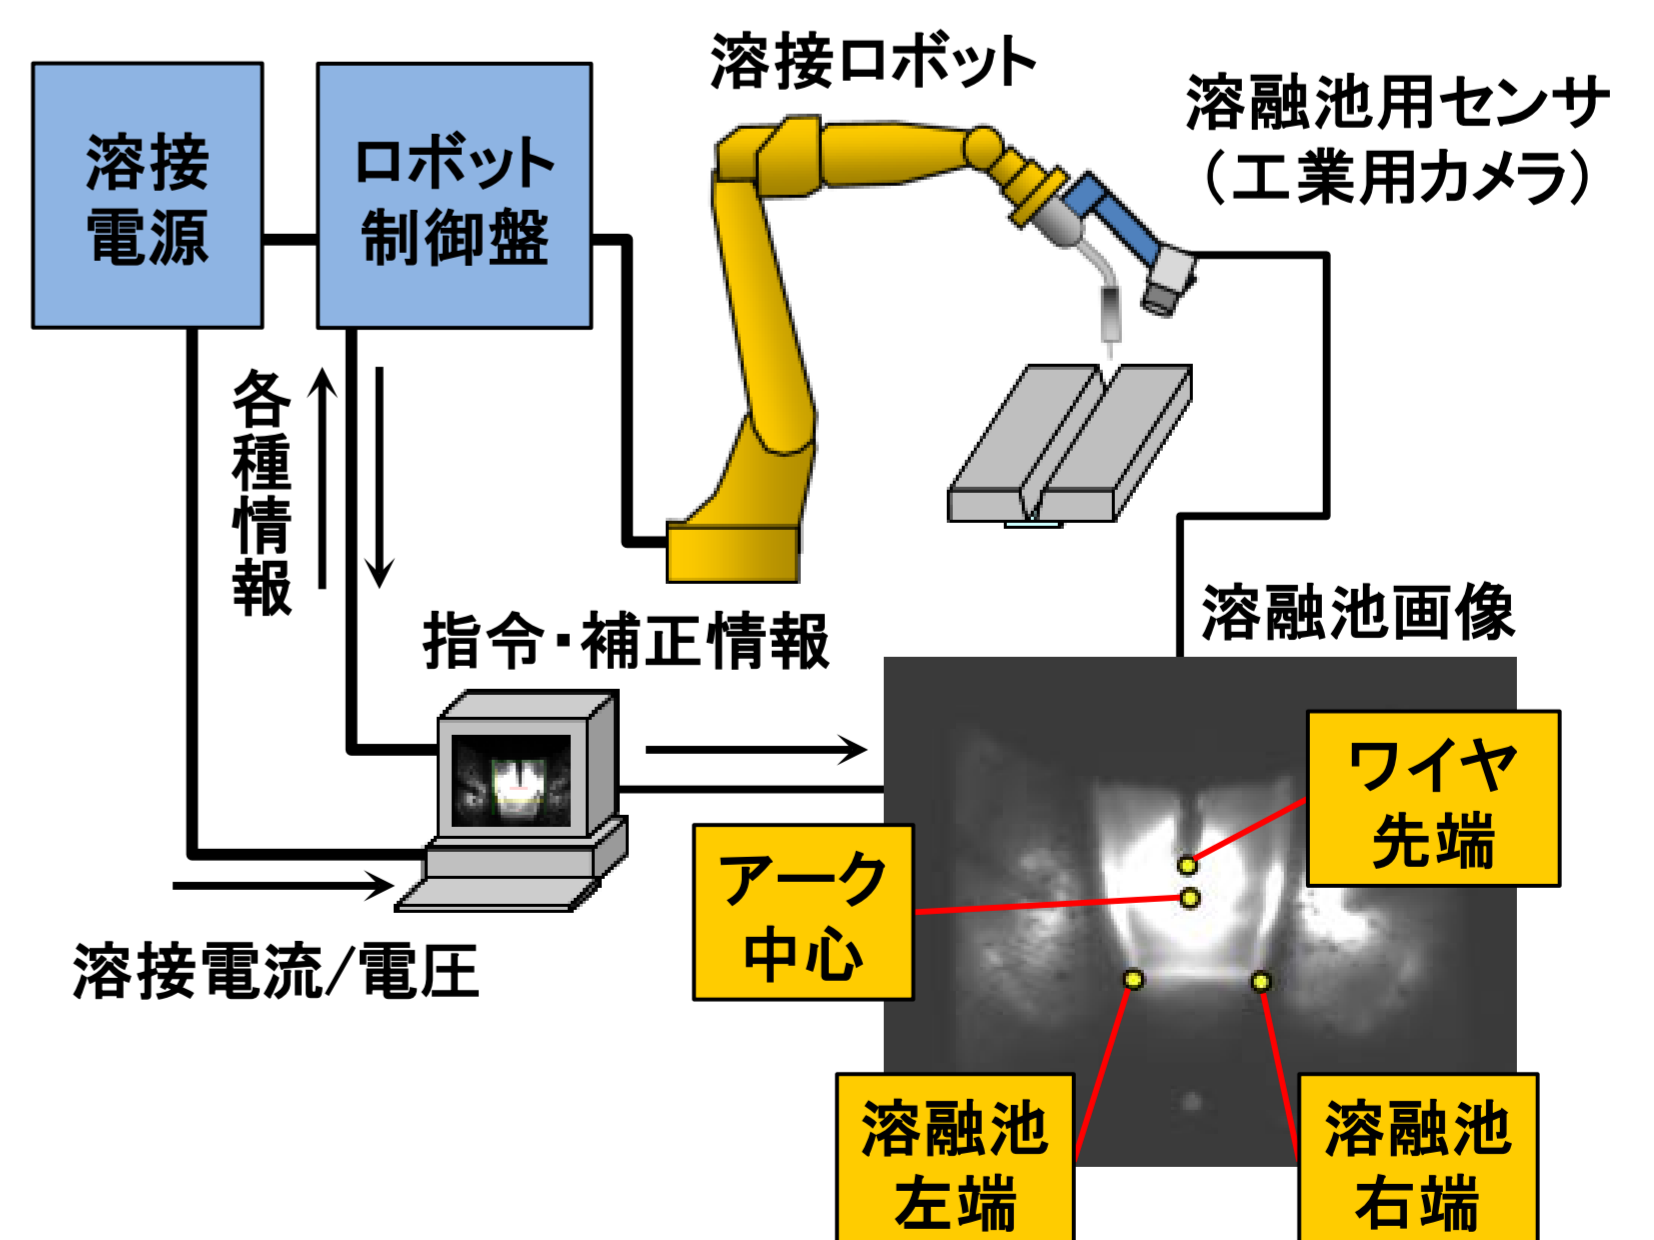 溶接ロボット
溶融池用センサ
（工業用カメラ）
溶接
電源
ロボット
制御盤
各種情報
指令・補正情報
溶融池画像
ワイヤ
先端
アーク
中心
溶接電流/電圧
溶融池
左端
溶融池
右端